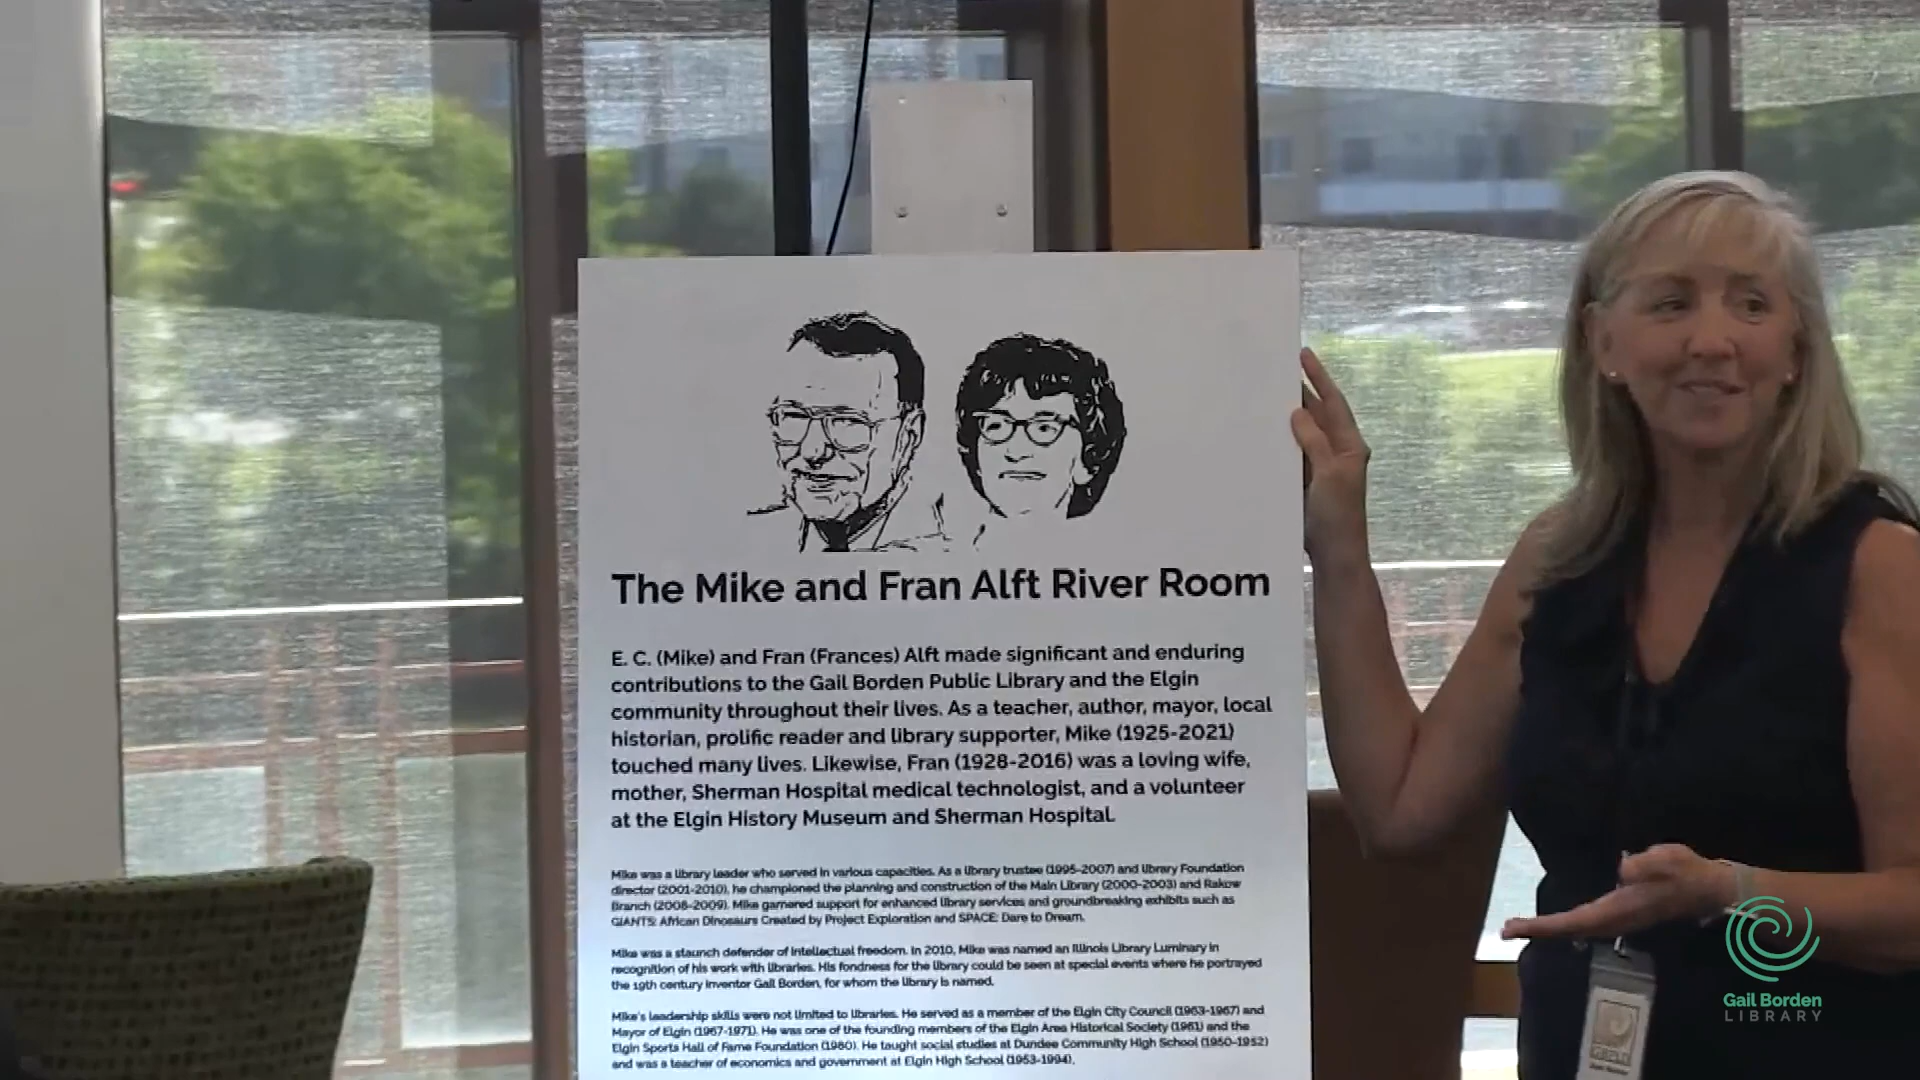 The Mike and Fran Alft River Room
E. C. (Mike) and Fran (Frances) Alft made significant and enduring
contributions to the Gail Borden Public Library and the Elgin
community throughout their lives. As a teacher, author, mayor, local
historian, prolific reader and library supporter, Mike (1925-2021)
touched many lives. Likewise, Fran (1928-2016) was a loving wife,
mother, Sherman Hospital medical technologist, and a volunteer
at the Elgin History Museum and Sherman Hospital.
Mike was a library leader who served in various capacities. As a library trustee (1995-2007) and library Foundation
director (2001-2010), he championed the planning and construction of the Main Library (2000-2003) and Rakow
Branch (2008-2009). Mike garnered support for enhanced library services and groundbreaking exhibits such as
GIANTS: African Dinosaurs Created by Project Exploration and SPACE: Dare to Dream.
Mike was a staunch defender of intellectual freedom. In 2010, Mike was named an Illinois Library Luminary in
recognition of his work with libraries. His fondness for the library could be seen at special events where he portrayed
the 19th century inventor Gail Borden, for whom the library is named.
Mike's leadership skills were not limited to libraries. He served as a member of the Elgin City Council (1963-1967) and
Mayor of Elgin (1967-1971). He was one of the founding members of the Elgin Area Historical Society (1961) and the
Elgin Sports Hall of Fame Foundation (1980). He taught social studies at Dundee Community High School (1950-1952)
and was a teacher of economics and government at Elgin High School (1953-1994).
Gail Borden
LIBRARY